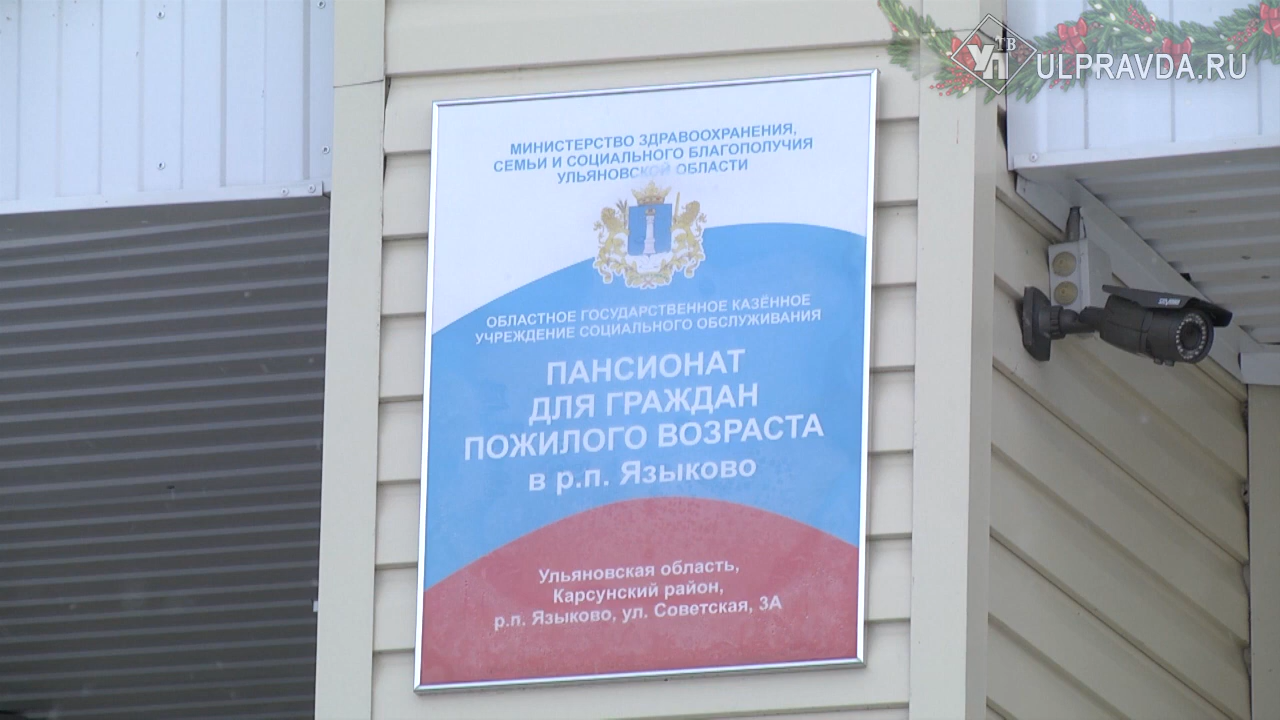 УП ТВ
ULPRAVDA.RU
МИНИСТЕРСТВО ЗДРАВООХРАНЕНИЯ,
СЕМЬИ И СОЦИАЛЬНОГО БЛАГОПОЛУЧИЯ
УЛЬЯНОВСКОЙ ОБЛАСТИ
ОБЛАСТНОЕ ГОСУДАРСТВЕННОЕ КАЗЁННОЕ
УЧРЕЖДЕНИЕ СОЦИАЛЬНОГО ОБСЛУЖИВАНИЯ
ПАНСИОНАТ
ДЛЯ ГРАЖДАН
ПОЖИЛОГО ВОЗРАСТА
в р.п. Языково
Ульяновская область,
Карсунский район,
р.п. Языково, ул. Советская, 3А